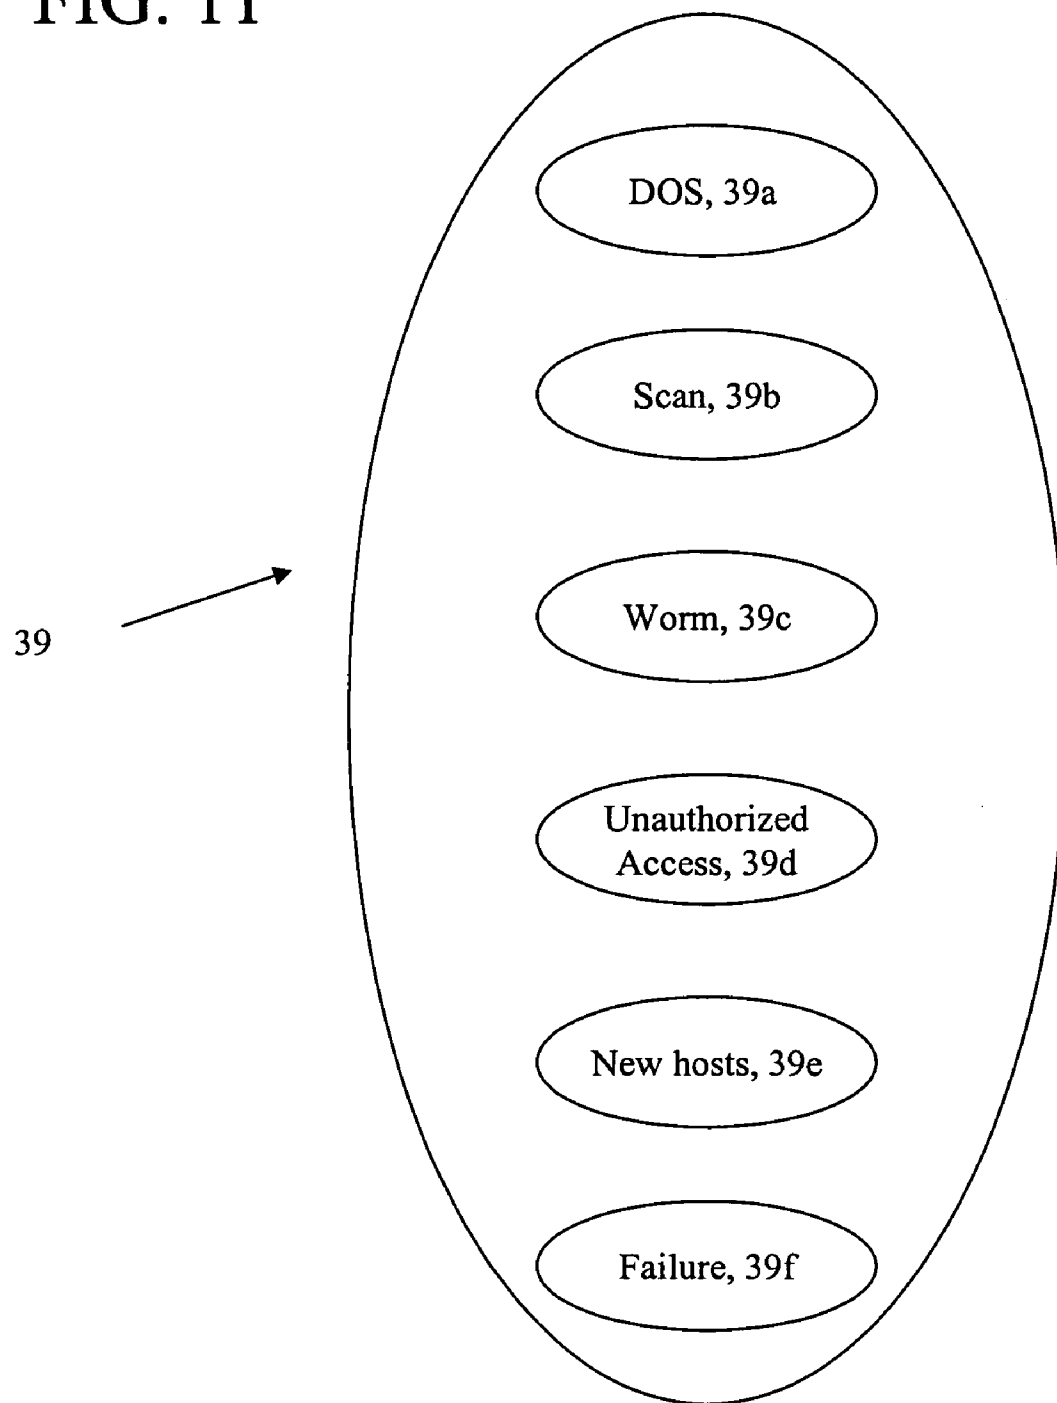 FIG. 11
DOS, 39a
Scan, 39b
39
Worm, 39c
Unauthorized
Access, 39d
New hosts, 39e
Failure, 39f